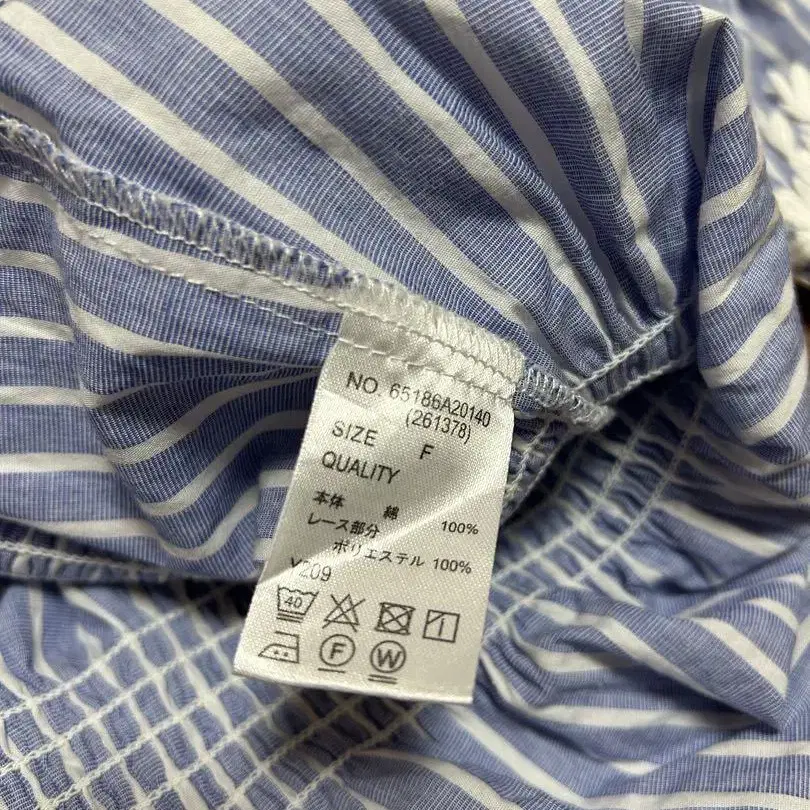 NO. 65186A20140
(261378)
SIZE F
QUALITY
本体 綿 100%
レース部分
ポリエステル 100%
V209
40
F W